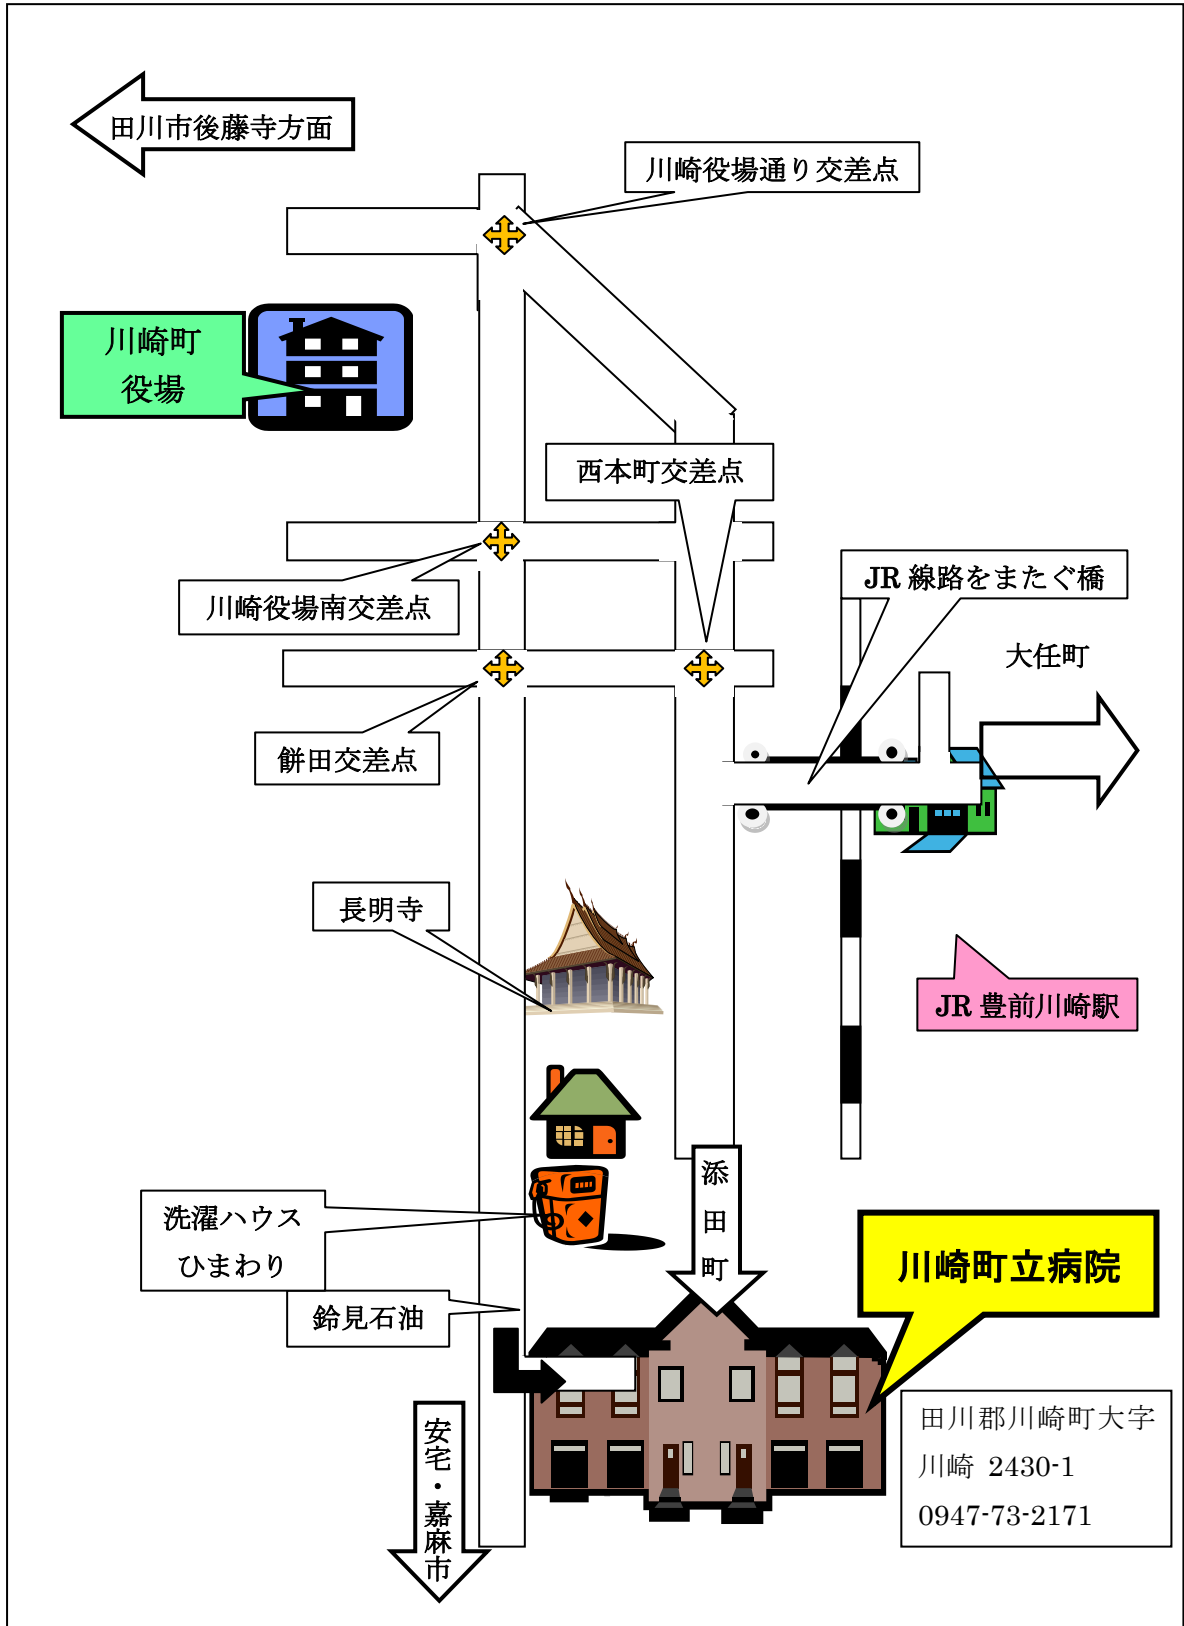 田川市後藤寺方面
川崎役場通り交差点
川崎町
役場
西本町交差点
川崎役場南交差点
JR 線路をまたぐ橋
大任町
餅田交差点
長明寺
JR 豊前川崎駅
添田町
洗濯ハウス
ひまわり
鈴見石油
川崎町立病院
安宅・嘉麻市
田川郡川崎町大字
川崎 2430-1
0947-73-2171